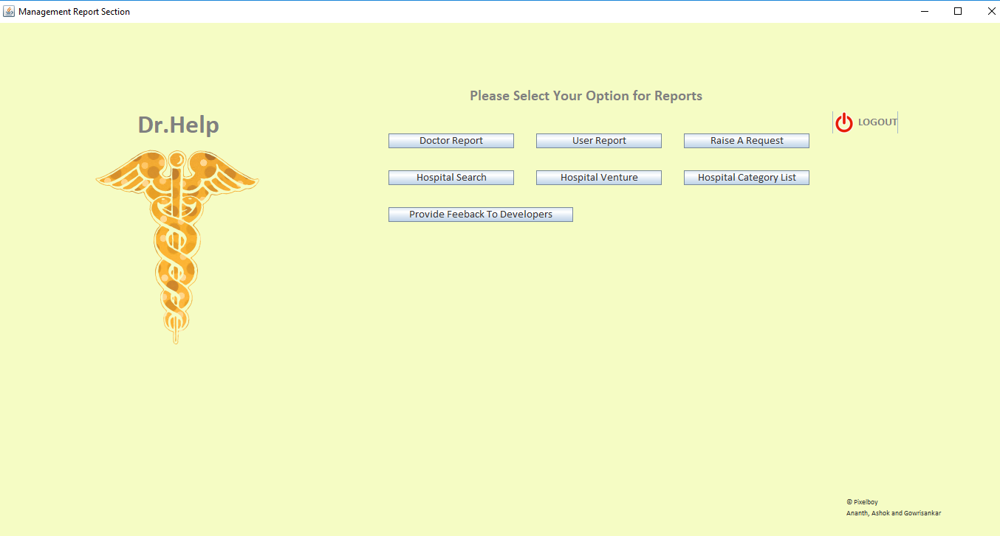 Management Report Section
Please Select Your Option for Reports
Dr.Help
LOGOUT
Doctor Report
User Report
Raise A Request
Hospital Search
Hospital Venture
Hospital Category List
Provide Feeback To Developers
© Pixelboy
Ananth, Ashok and Gowrisankar